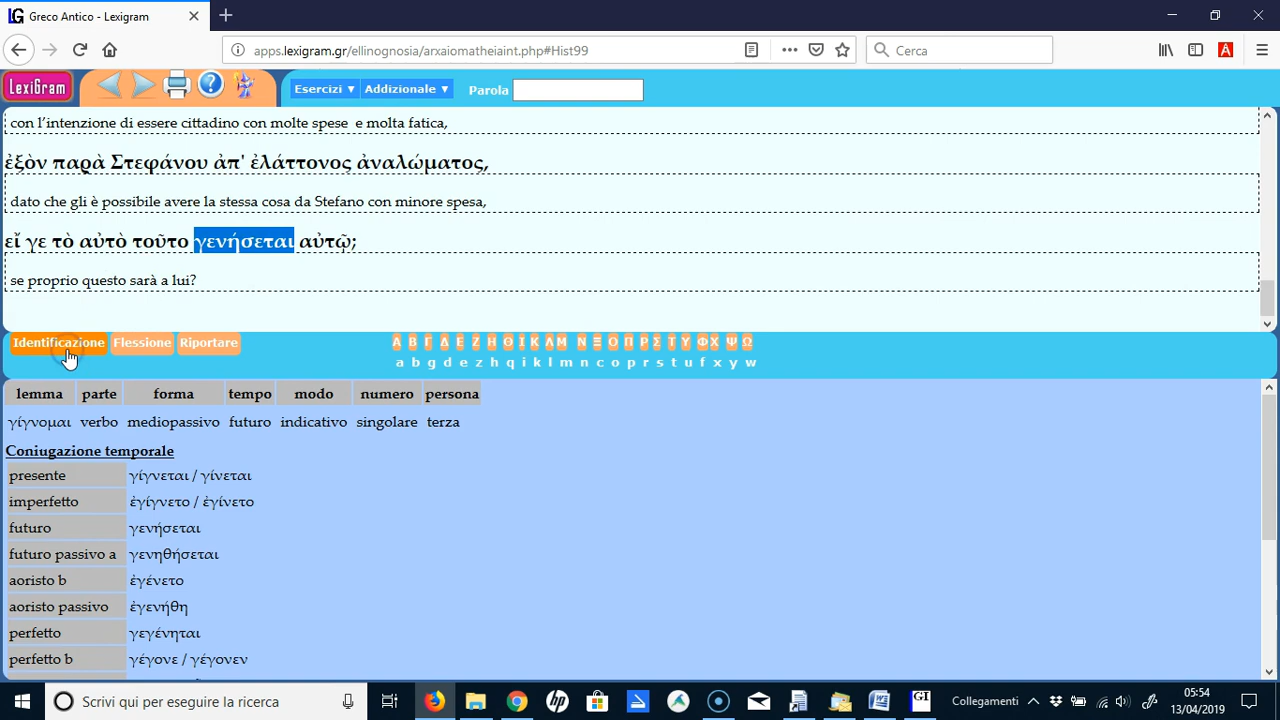 Greco Antico - Lexigram
apps.lexigram.gr/ellinognosia/arxaiomatheiaint.php#Hist99
Cerca
LEXIGRAM
Esercizi ▼ Addizionale ▼ Parola
con l'intenzione di essere cittadino con molte spese e molta fatica,
ἐξὸν παρὰ Στεφάνου ἀπ' ἐλάττονος ἀναλώματος,
dato che gli è possibile avere la stessa cosa da Stefano con minore spesa,
εἴ γε τὸ αὐτὸ τοῦτο γενήσεται αὐτῷ;
se proprio questo sarà a lui?
Identificazione Flessione Riportare
Α Β Γ Δ Ε Ζ Η Θ Ι Κ Λ Μ Ν Ξ Ο Π Ρ Σ Τ Υ Φ Χ Ψ Ω
a b g d e z h q i k l m n c o p r s t u f x y w
lemma parte forma tempo modo numero persona
γίγνομαι verbo mediopassivo futuro indicativo singolare terza
Coniugazione temporale
presente γίγνεται / γίνεται
imperfetto ἐγίγνετο / ἐγίνετο
futuro γενήσεται
futuro passivo a γενηθήσεται
aoristo b ἐγένετο
aoristo passivo ἐγενήθη
perfetto γεγένηται
perfetto b γέγονε / γέγονεν
Scrivi qui per eseguire la ricerca
GI
Collegamenti
05:54
13/04/2019